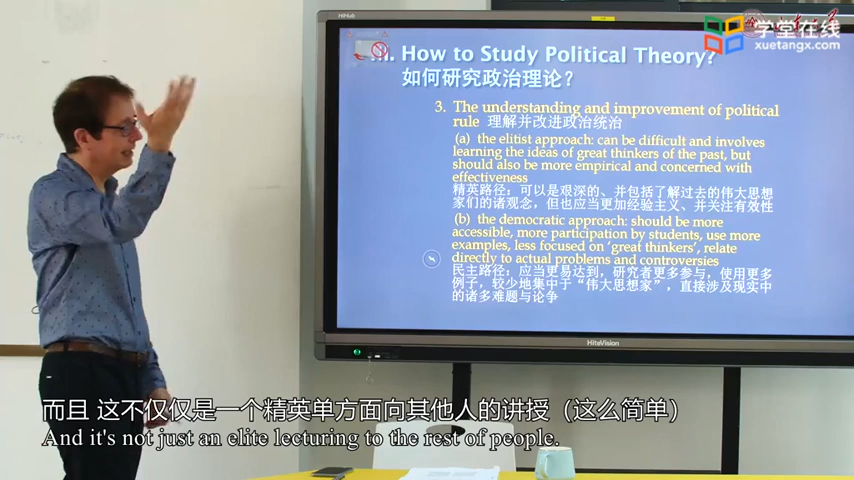 HiHub
学堂在线
xuetangx.com
III. How to Study Political Theory?
如何研究政治理论?
3. The understanding and improvement of political
rule 理解并改进政治统治
(a) the elitist approach: can be difficult and involves
learning the ideas of great thinkers of the past, but
should also be more empirical and concerned with
effectiveness
精英路径：可以是艰深的、并包括了解过去的伟大思想
家们的诸观念，但也应当更加经验主义、并关注有效性
(b) the democratic approach: should be more
accessible, more participation by students, use more
examples, less focused on 'great thinkers', relate
directly to actual problems and controversies
民主路径：应当更易达到，研究者更多参与，使用更多
例子，较少地集中于“伟大思想家”，直接涉及现实中
的诸多难题与论争
HiteVision
而且 这不仅仅是一个精英单方面向其他人的讲授（这么简单）
And it's not just an elite lecturing to the rest of people.